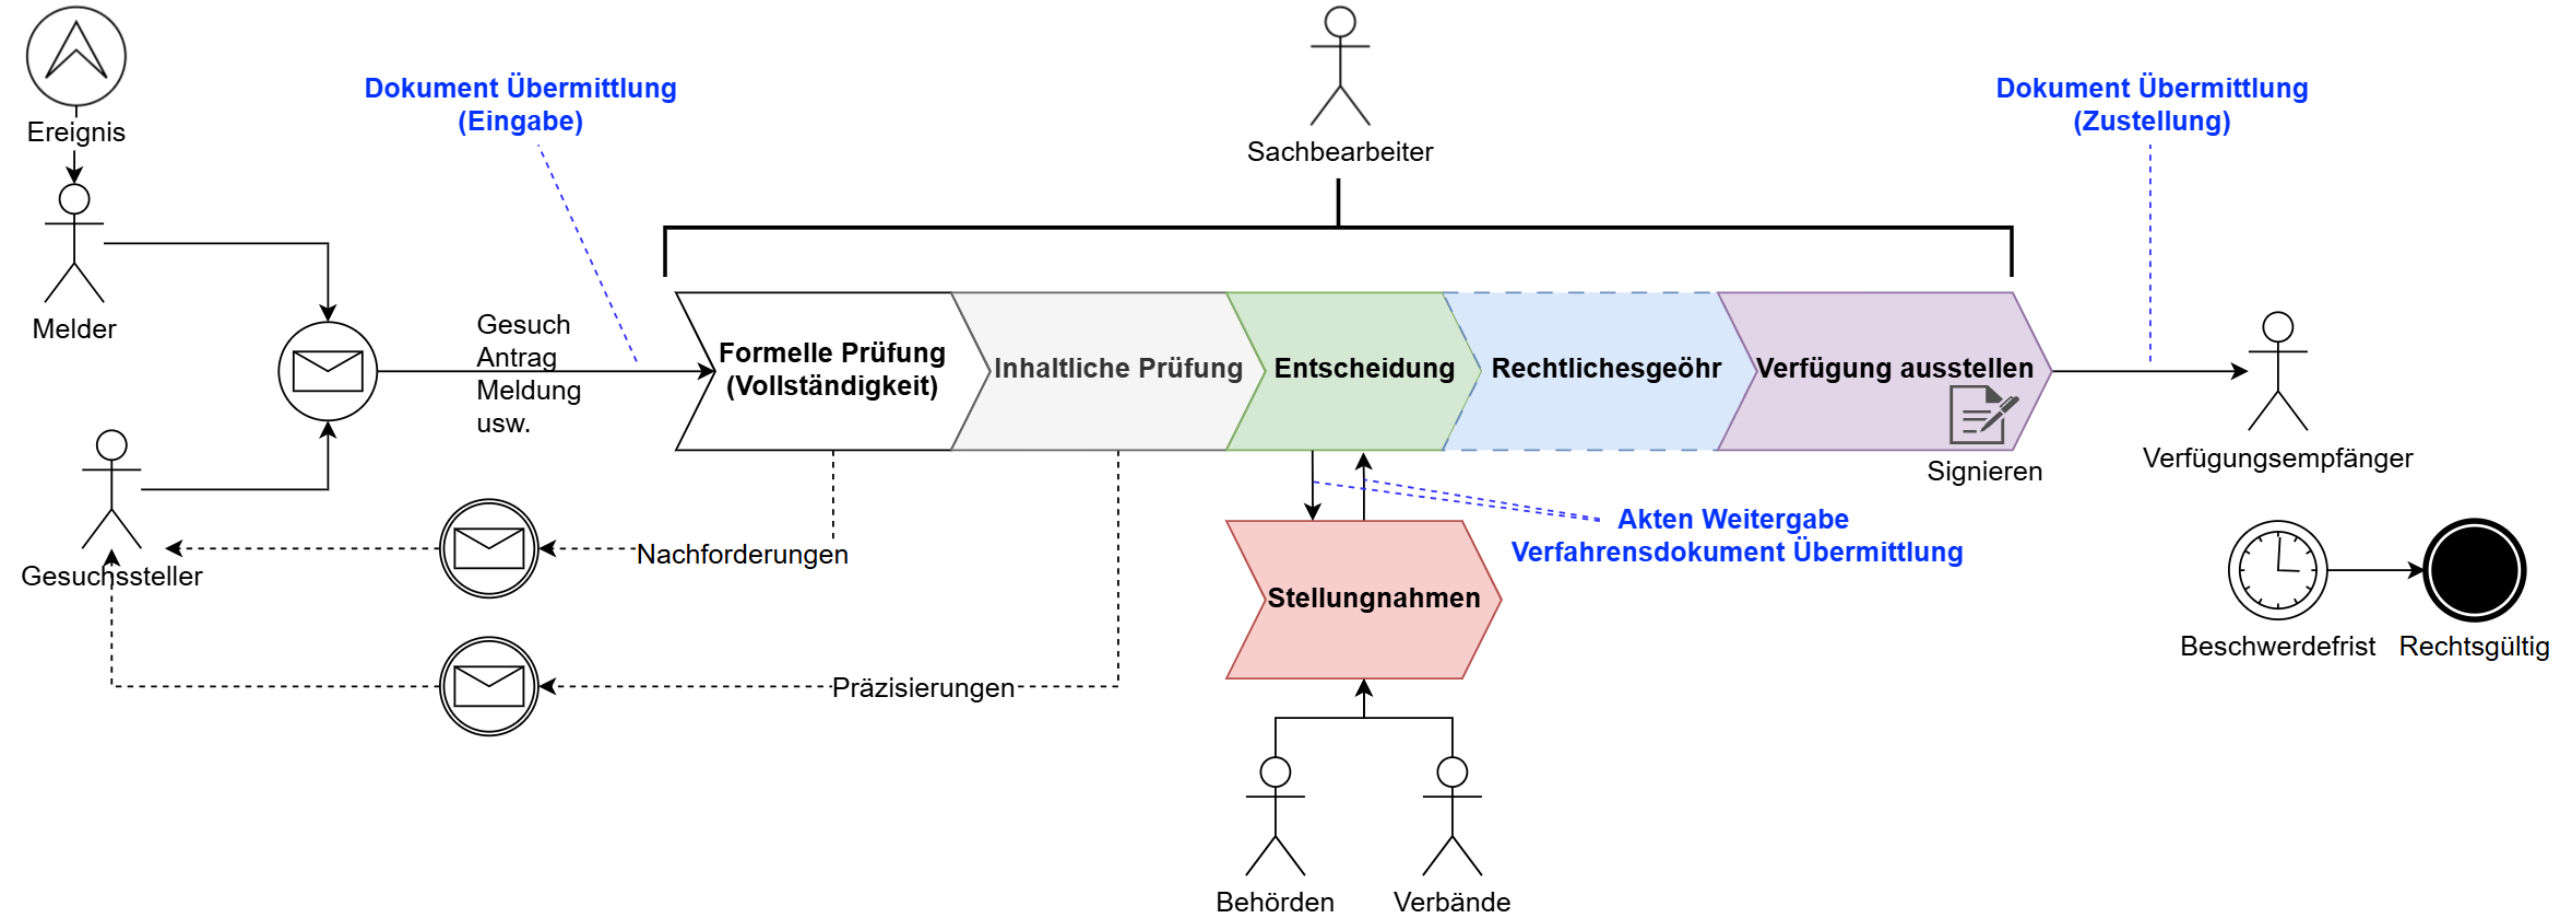 Ereignis
Melder
Dokument Übermittlung
(Eingabe)
Sachbearbeiter
Dokument Übermittlung
(Zustellung)
Gesuch
Antrag
Meldung
usw.
Formelle Prüfung
(Vollständigkeit)
Inhaltliche Prüfung
Entscheidung
Rechtlichesgeöhr
Verfügung ausstellen
Signieren
Verfügungsempfänger
Gesuchssteller
Nachforderungen
Präzisierungen
Akten Weitergabe
Verfahrensdokument Übermittlung
Stellungnahmen
Beschwerdefrist
Rechtsgültig
Behörden
Verbände